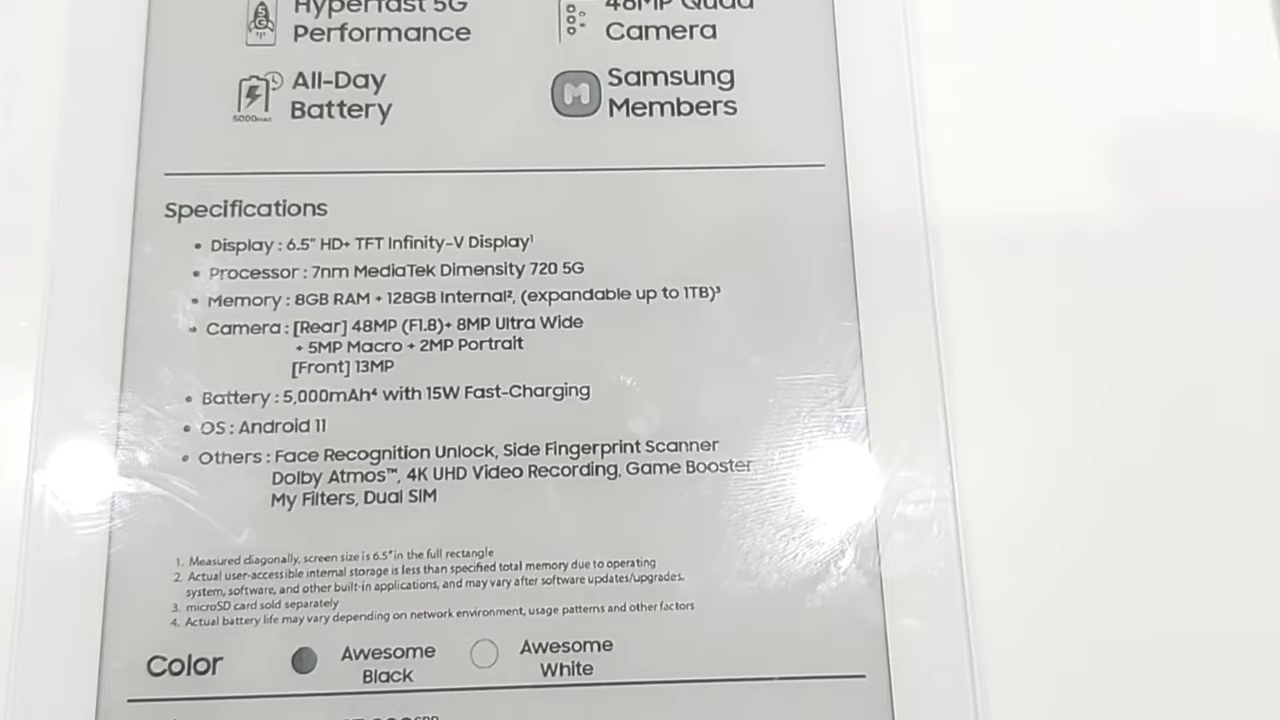 Hyperfast 5G
Performance
48MP Quad
Camera
All-Day
Battery
5000mAh
Samsung
Members
Specifications
• Display : 6.5" HD+ TFT Infinity-V Display¹
• Processor : 7nm MediaTek Dimensity 720 5G
• Memory : 8GB RAM + 128GB Internal², (expandable up to 1TB)³
• Camera : [Rear] 48MP (F1.8)+ 8MP Ultra Wide
+ 5MP Macro + 2MP Portrait
[Front] 13MP
• Battery : 5,000mAh⁴ with 15W Fast-Charging
• OS : Android 11
• Others : Face Recognition Unlock, Side Fingerprint Scanner
Dolby Atmos™, 4K UHD Video Recording, Game Booster
My Filters, Dual SIM
1. Measured diagonally, screen size is 6.5" in the full rectangle
2. Actual user-accessible internal storage is less than specified total memory due to operating
system, software, and other built-in applications, and may vary after software updates/upgrades.
3. microSD card sold separately
4. Actual battery life may vary depending on network environment, usage patterns and other factors
Color
Awesome
Black
Awesome
White